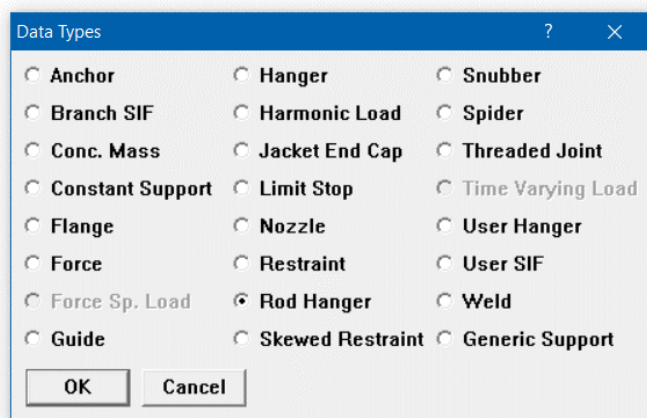 Data Types ? ×
Anchor Hanger Snubber
Branch SIF Harmonic Load Spider
Conc. Mass Jacket End Cap Threaded Joint
Constant Support Limit Stop Time Varying Load
Flange Nozzle User Hanger
Force Restraint User SIF
Force Sp. Load Rod Hanger Weld
Guide Skewed Restraint Generic Support
OK Cancel